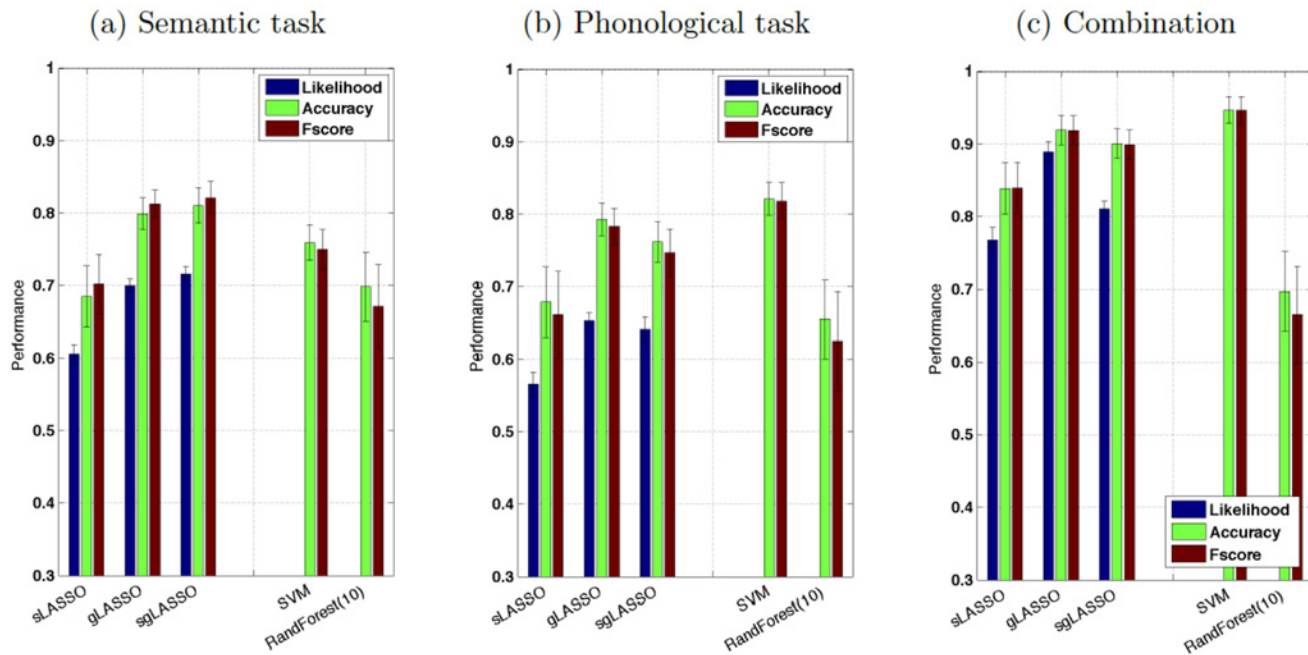 (a) Semantic task
1
0.9
0.8
0.7
0.6
0.5
0.4
0.3
Performance
Likelihood
Accuracy
Fscore
sLASSO
gLASSO
sgLASSO
SVM
RandForest(10)
(b) Phonological task
1
0.9
0.8
0.7
0.6
0.5
0.4
0.3
Performance
Likelihood
Accuracy
Fscore
sLASSO
gLASSO
sgLASSO
SVM
RandForest(10)
(c) Combination
1
0.9
0.8
0.7
0.6
0.5
0.4
0.3
Performance
Likelihood
Accuracy
Fscore
sLASSO
gLASSO
sgLASSO
SVM
RandForest(10)